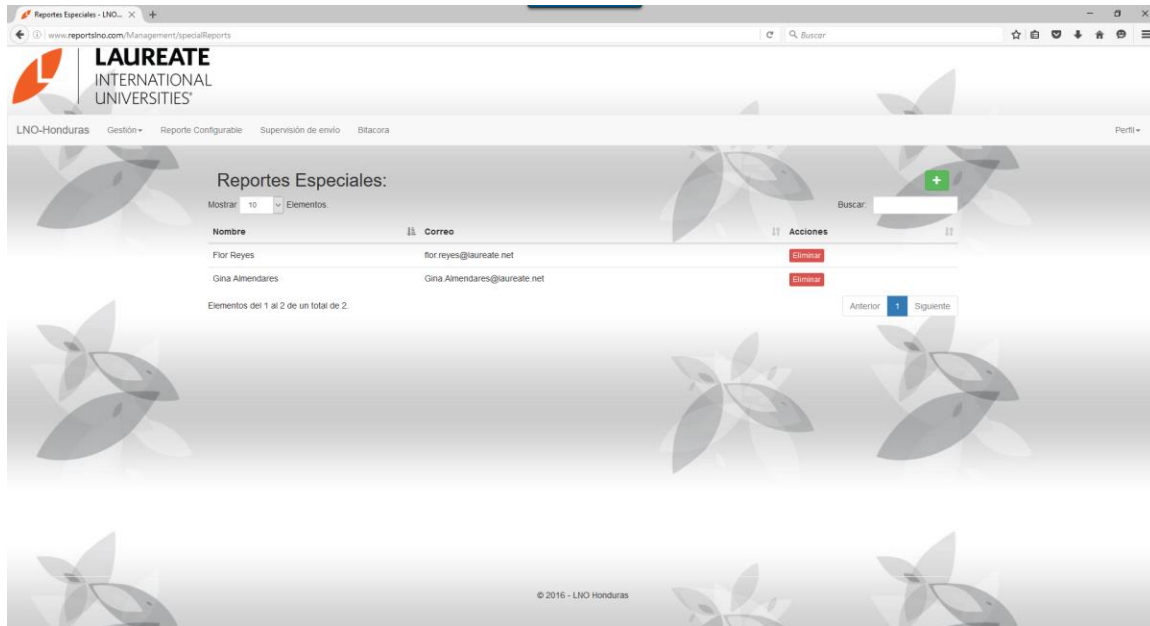 Reportes Especiales - LNO...
www.reportslno.com/Management/specialReports
Buscar
LAUREATE
INTERNATIONAL
UNIVERSITIES®
LNO-Honduras Gestión Reporte Configurable Supervisión de envío Bitacora Perfil
Reportes Especiales:
+
Mostrar 10 Elementos. Buscar:
Nombre Correo Acciones
Flor Reyes flor.reyes@laureate.net Eliminar
Gina Almendares Gina.Almendares@laureate.net Eliminar
Elementos del 1 al 2 de un total de 2. Anterior 1 Siguiente
© 2016 - LNO Honduras